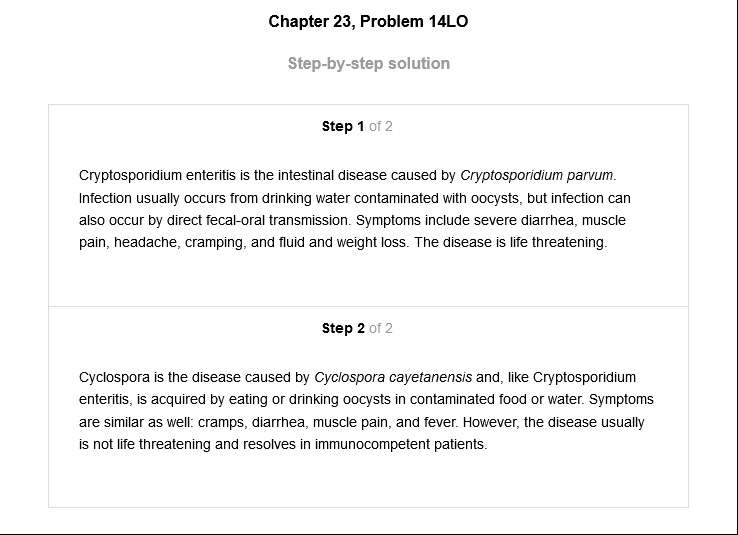 Chapter 23, Problem 14LO
Step-by-step solution
Step 1 of 2
Cryptosporidium enteritis is the intestinal disease caused by Cryptosporidium parvum.
Infection usually occurs from drinking water contaminated with oocysts, but infection can
also occur by direct fecal-oral transmission. Symptoms include severe diarrhea, muscle
pain, headache, cramping, and fluid and weight loss. The disease is life threatening.
Step 2 of 2
Cyclospora is the disease caused by Cyclospora cayetanensis and, like Cryptosporidium
enteritis, is acquired by eating or drinking oocysts in contaminated food or water. Symptoms
are similar as well: cramps, diarrhea, muscle pain, and fever. However, the disease usually
is not life threatening and resolves in immunocompetent patients.